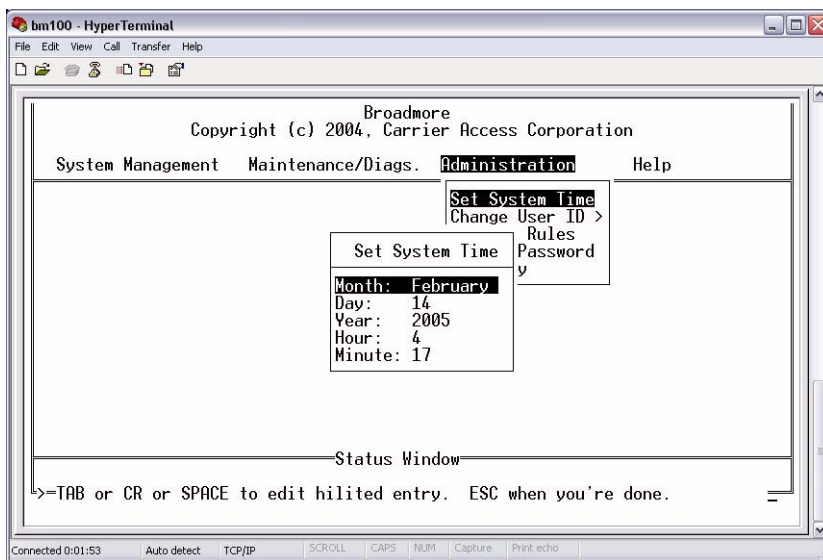 bm100 - HyperTerminal
File Edit View Call Transfer Help
Broadmore
Copyright (c) 2004, Carrier Access Corporation
System Management Maintenance/Diags. Administration Help
Set System Time
Change User ID >
Rules
Password
y
Set System Time
Month: February
Day: 14
Year: 2005
Hour: 4
Minute: 17
Status Window
>=TAB or CR or SPACE to edit hilited entry. ESC when you're done.
Connected 0:01:53 Auto detect TCP/IP SCROLL CAPS NUM Capture Print echo